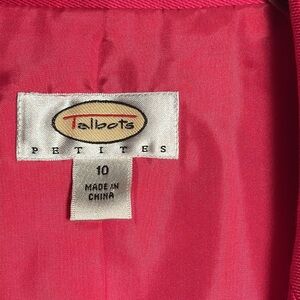 Talbots
PETITES
10
MADE IN
CHINA